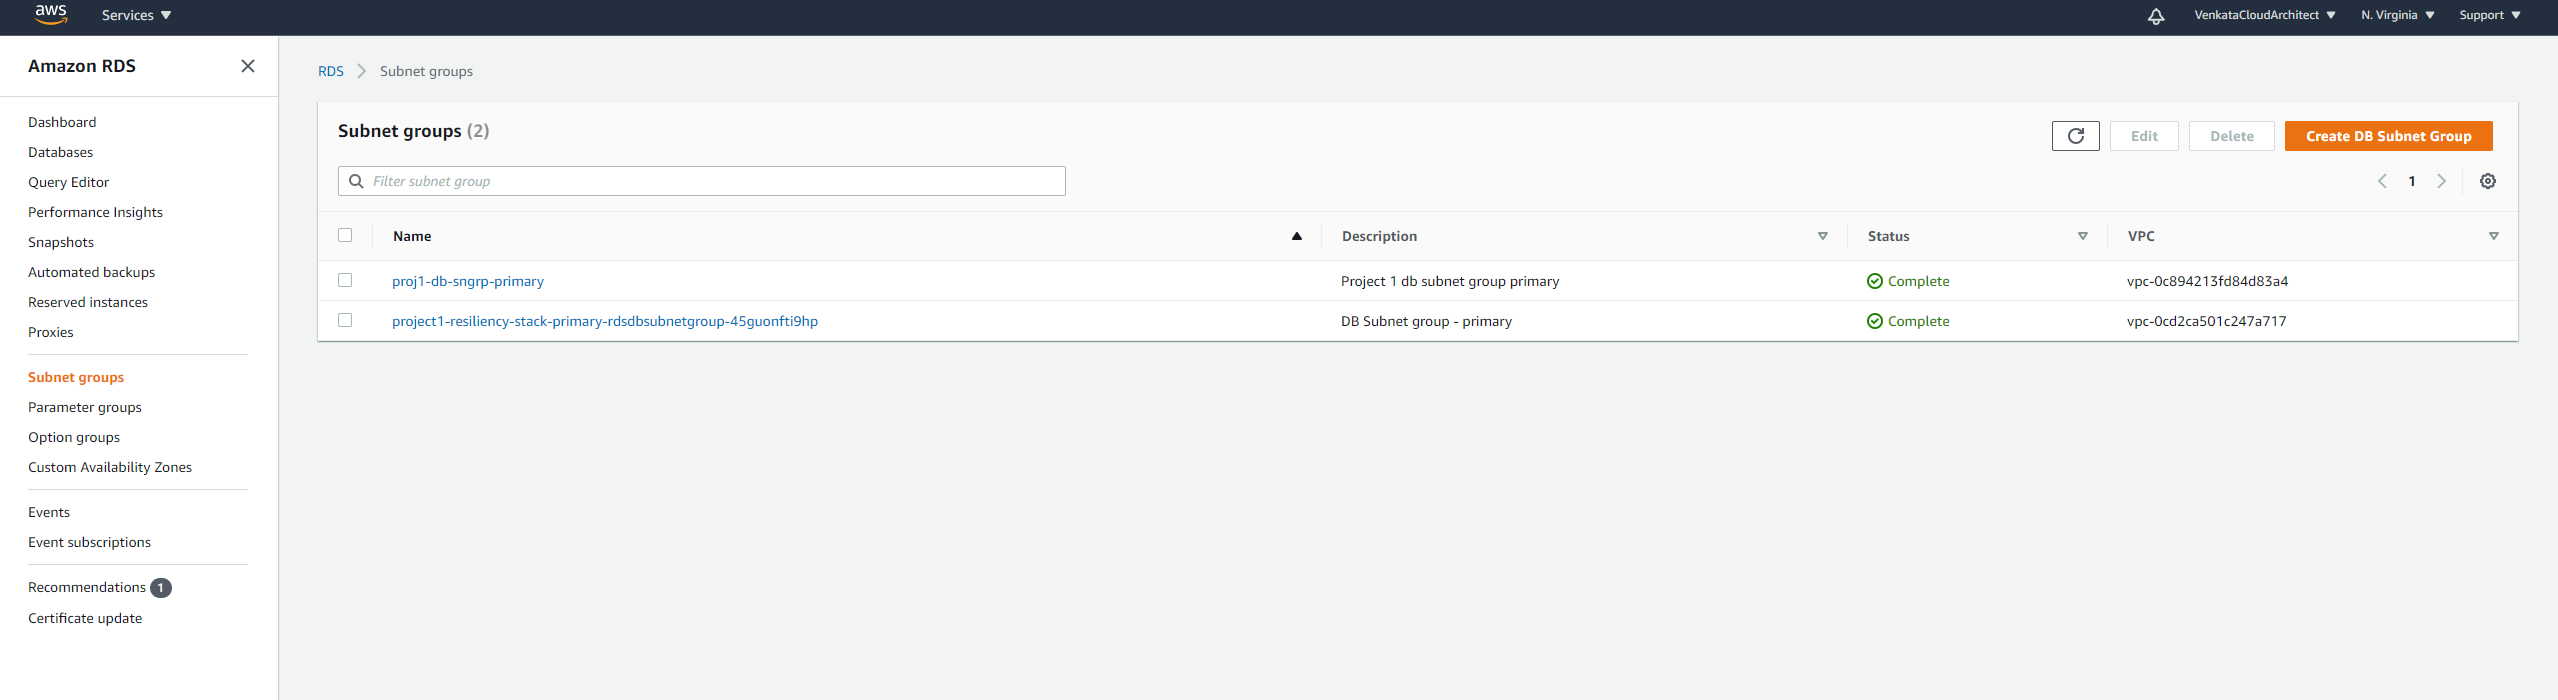 aws Services VenkataCloudArchitect N. Virginia Support
Amazon RDS
Dashboard
Databases
Query Editor
Performance Insights
Snapshots
Automated backups
Reserved instances
Proxies
Subnet groups
Parameter groups
Option groups
Custom Availability Zones
Events
Event subscriptions
Recommendations 1
Certificate update
RDS Subnet groups
Subnet groups (2)
Edit Delete Create DB Subnet Group
Filter subnet group
1
Name Description Status VPC
proj1-db-sngrp-primary Project 1 db subnet group primary Complete vpc-0c894213fd84d83a4
project1-resiliency-stack-primary-rdsdbsubnetgroup-45guonfti9hp DB Subnet group - primary Complete vpc-0cd2ca501c247a717